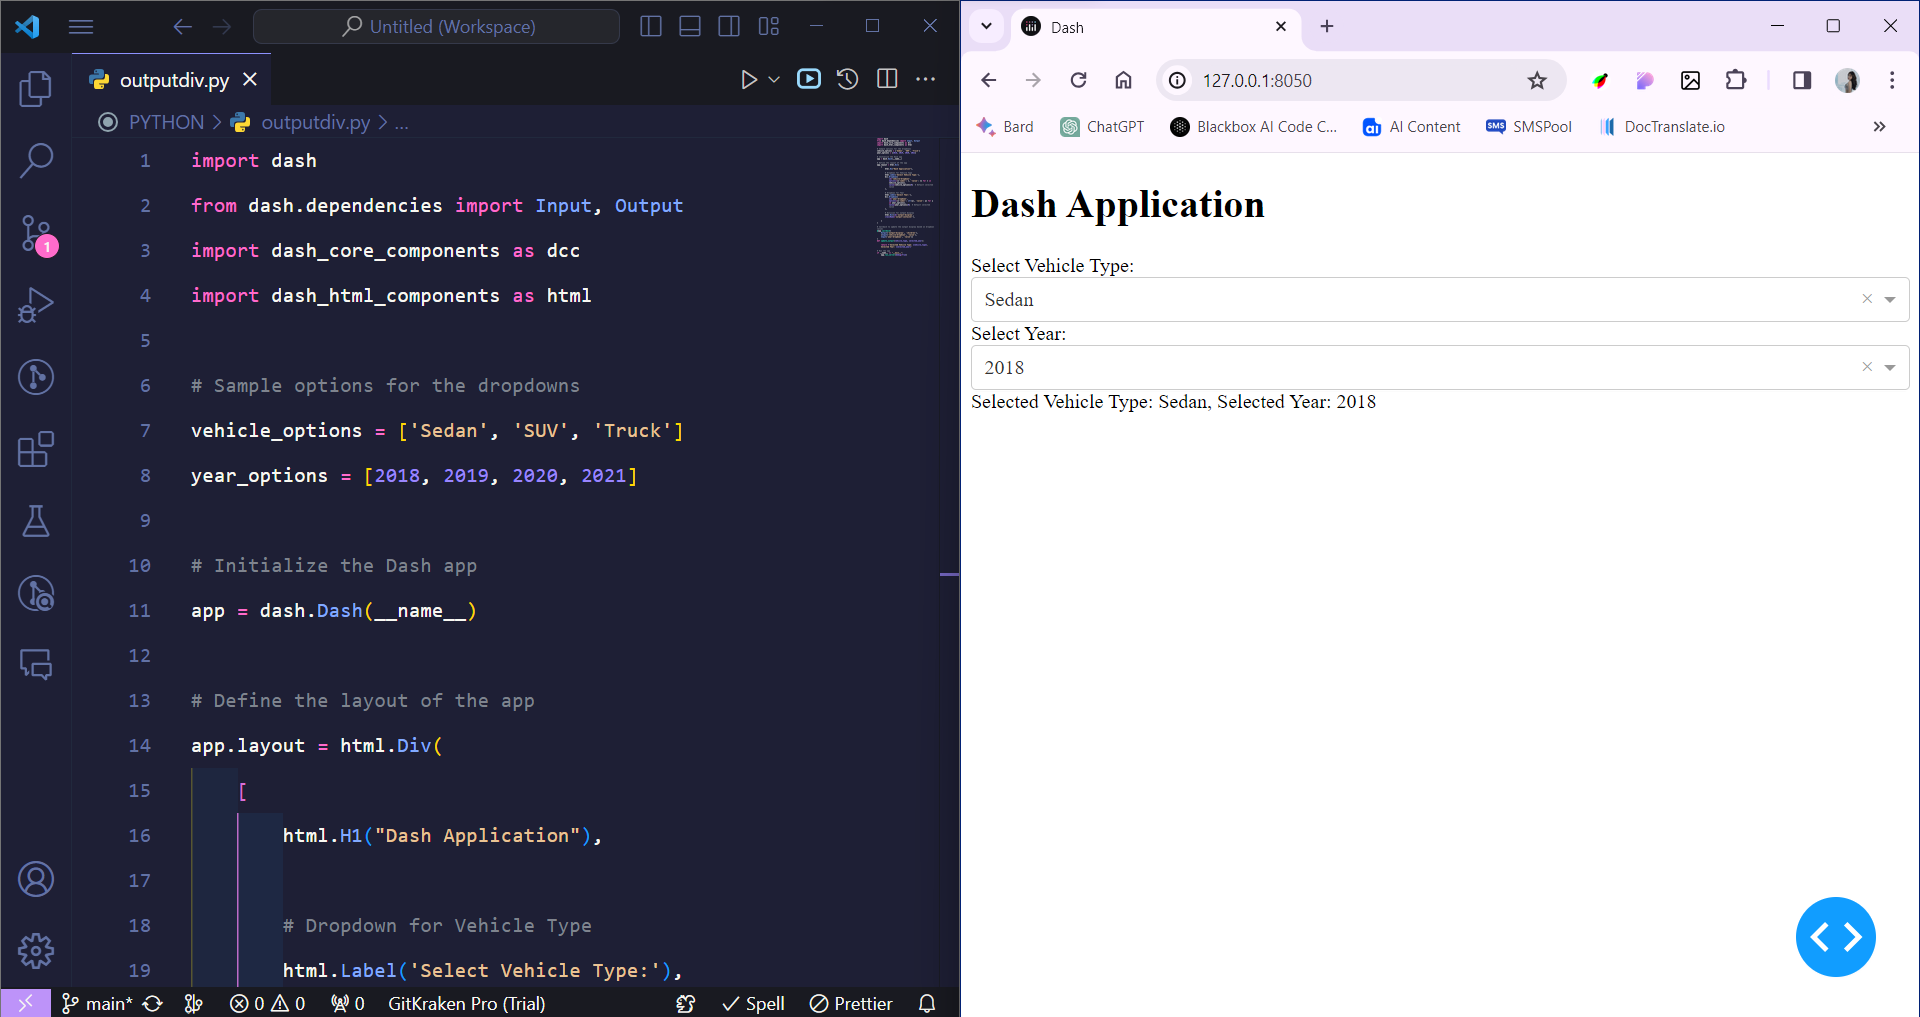 Untitled (Workspace)
outputdiv.py
PYTHON > outputdiv.py > ...
1 import dash
2 from dash.dependencies import Input, Output
3 import dash_core_components as dcc
4 import dash_html_components as html
5
6 # Sample options for the dropdowns
7 vehicle_options = ['Sedan', 'SUV', 'Truck']
8 year_options = [2018, 2019, 2020, 2021]
9
10 # Initialize the Dash app
11 app = dash.Dash(__name__)
12
13 # Define the layout of the app
14 app.layout = html.Div(
15 [
16 html.H1("Dash Application"),
17
18 # Dropdown for Vehicle Type
19 html.Label('Select Vehicle Type:'),
1
main* 0 0 0 GitKraken Pro (Trial) Spell Prettier
Dash
127.0.0.1:8050
Bard ChatGPT Blackbox AI Code C... AI Content SMS SMSPool DocTranslate.io
Dash Application
Select Vehicle Type:
Sedan
Select Year:
2018
Selected Vehicle Type: Sedan, Selected Year: 2018